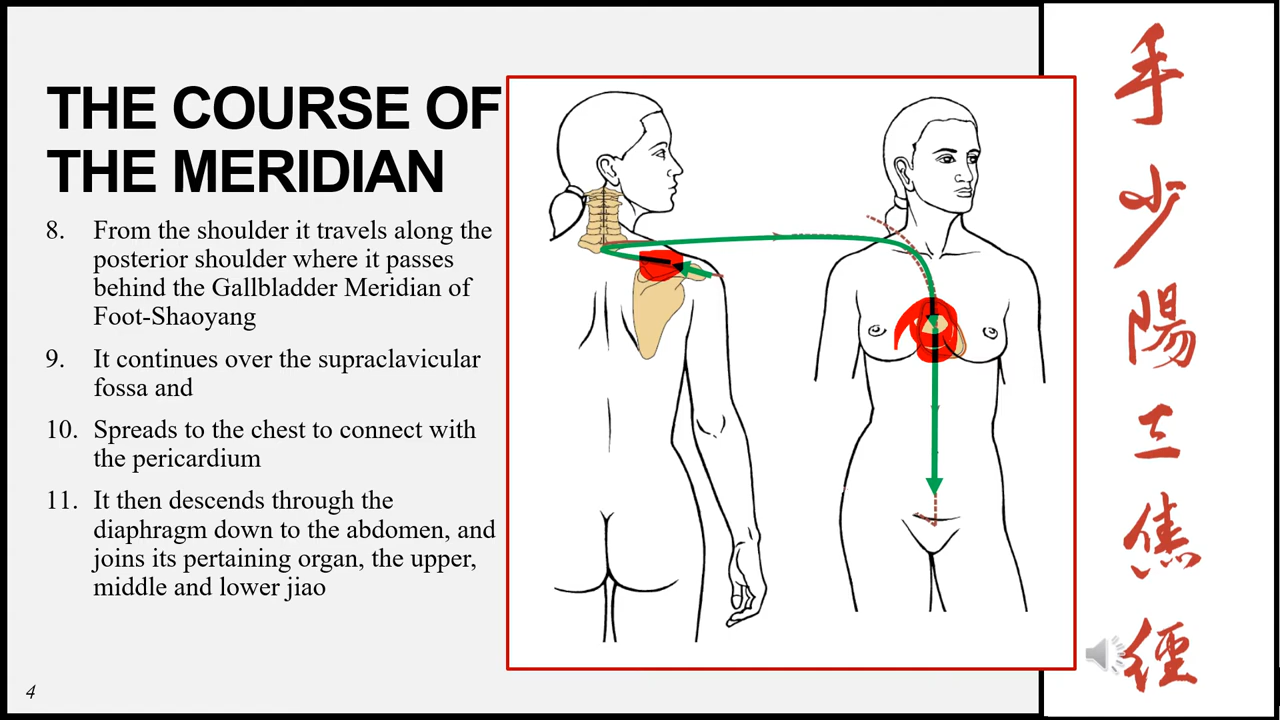 THE COURSE OF
THE MERIDIAN
8. From the shoulder it travels along the
posterior shoulder where it passes
behind the Gallbladder Meridian of
Foot-Shaoyang
9. It continues over the supraclavicular
fossa and
10. Spreads to the chest to connect with
the pericardium
11. It then descends through the
diaphragm down to the abdomen, and
joins its pertaining organ, the upper,
middle and lower jiao
4
手少陽三焦經